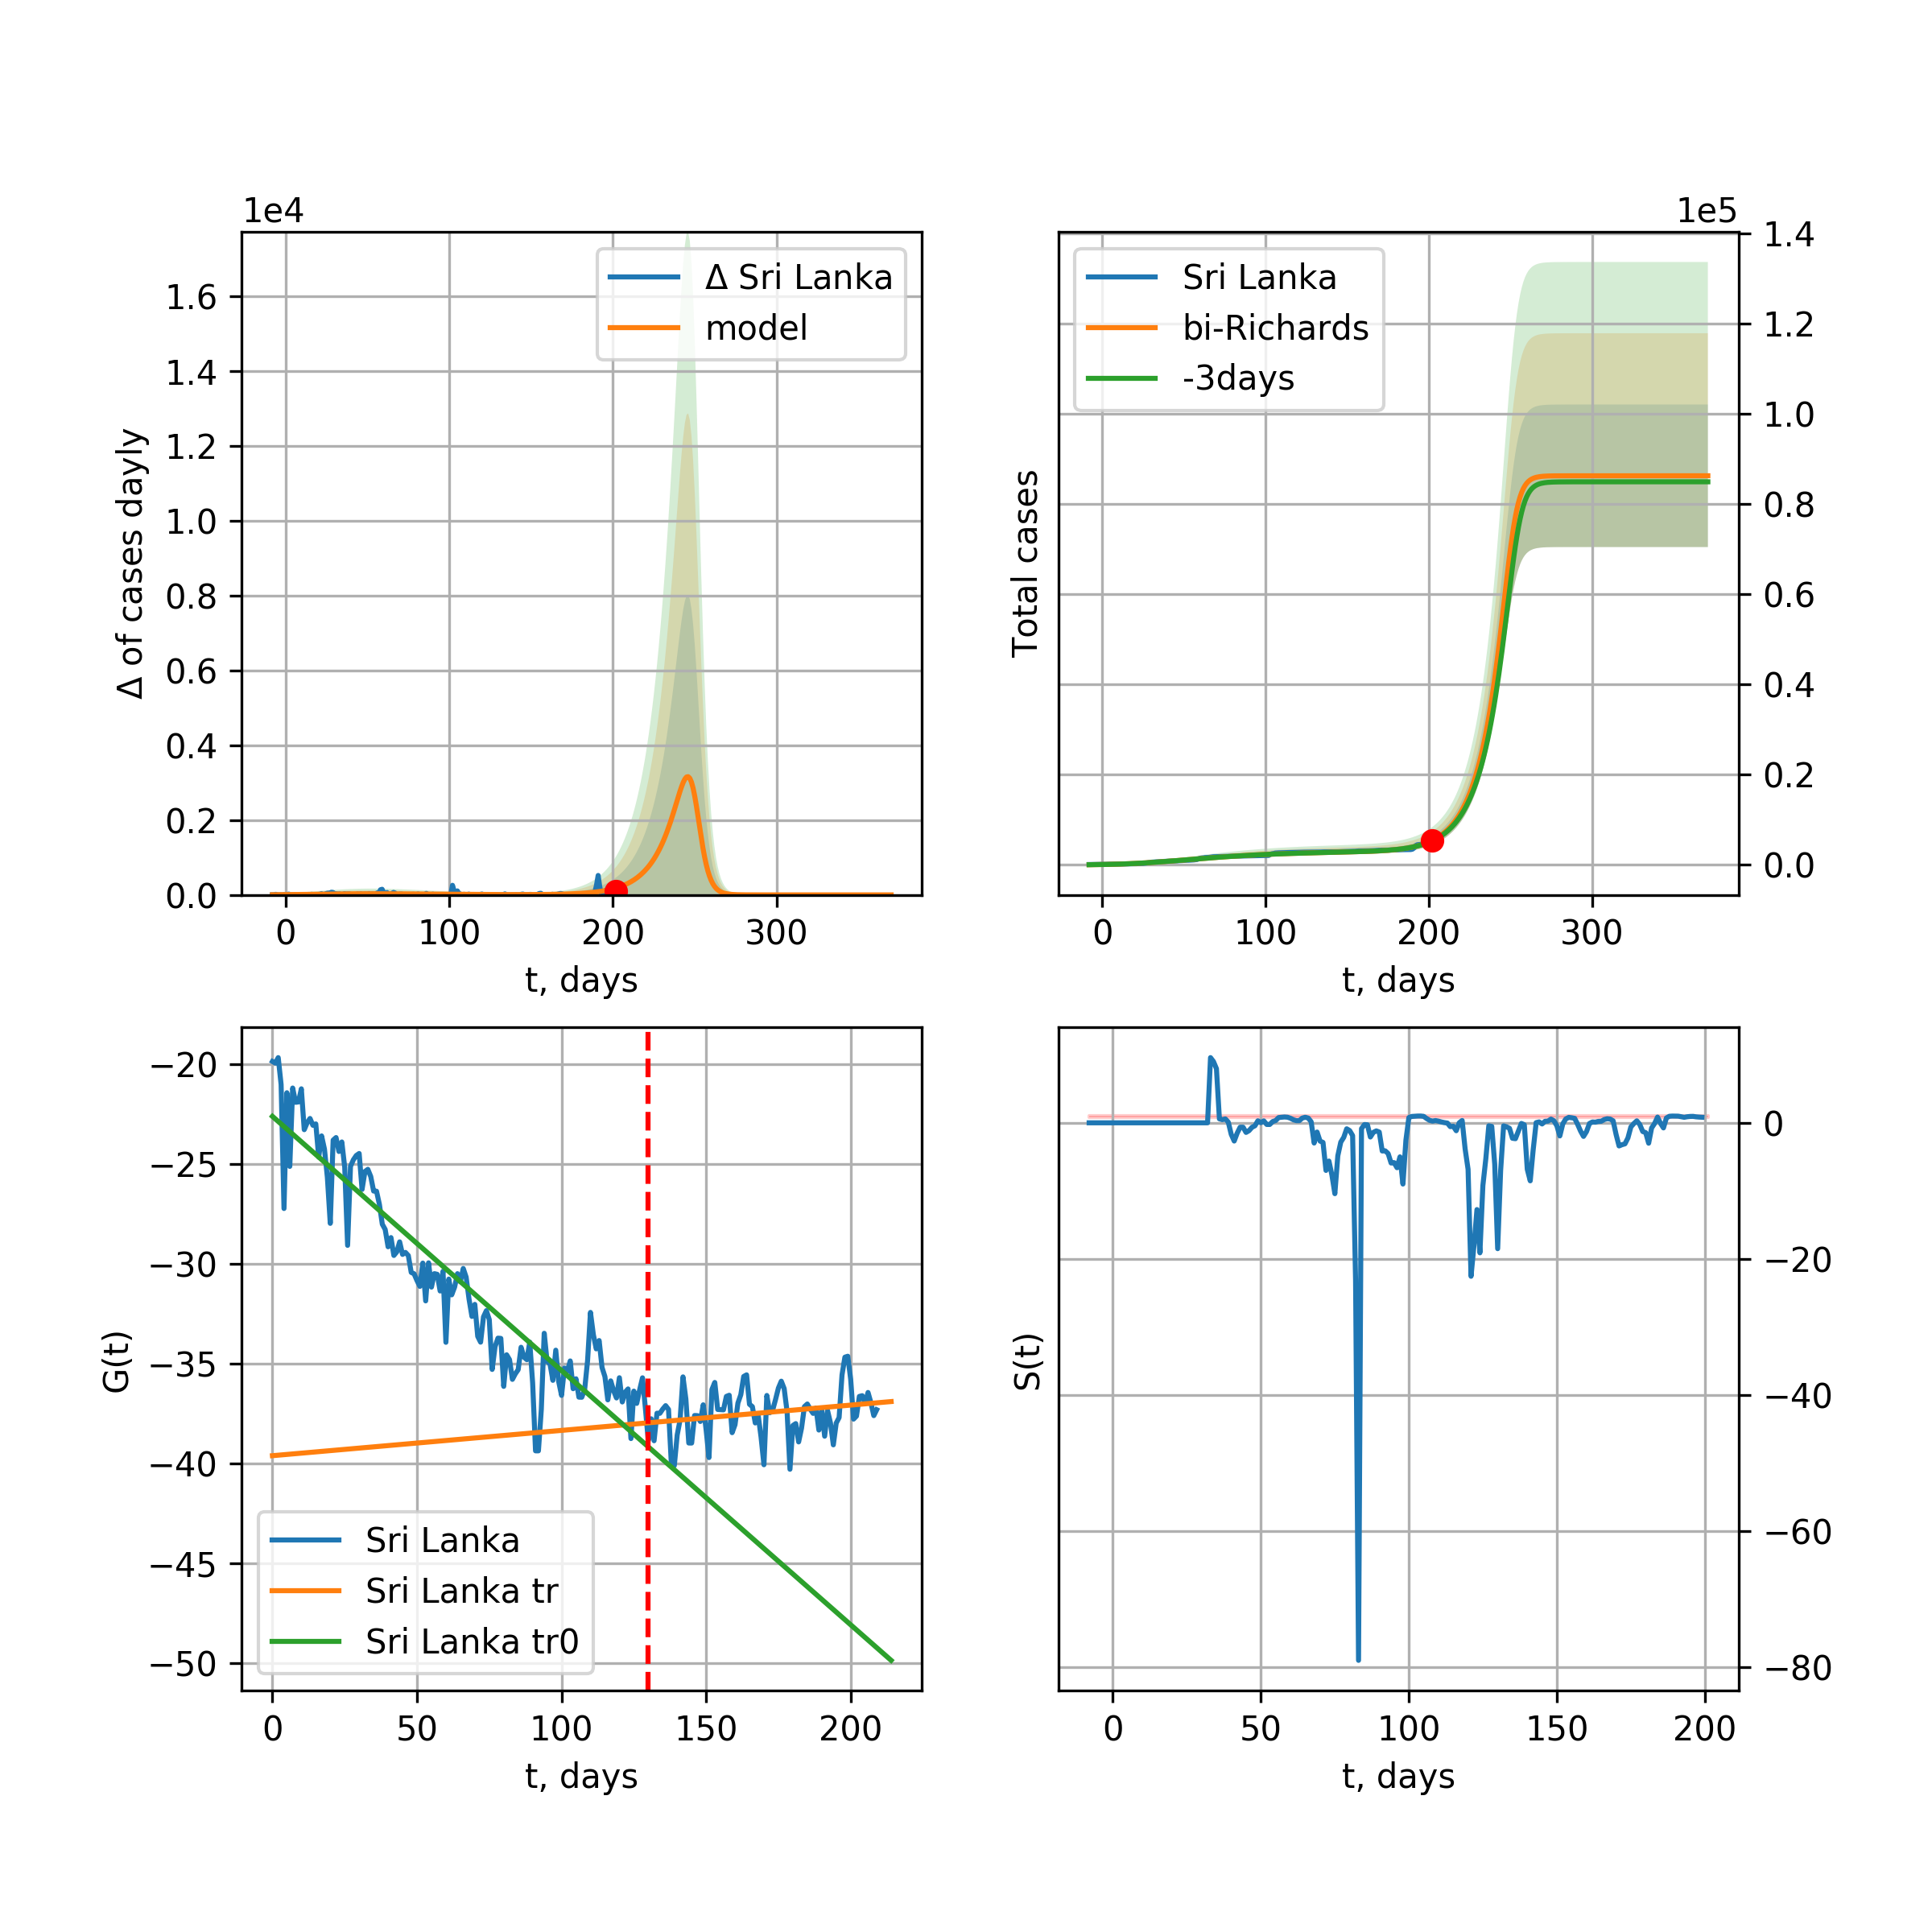 1e4
Δ of cases dayly
1.6
1.4
1.2
1.0
0.8
0.6
0.4
0.2
0.0
Δ Sri Lanka
model
0 100 200 300
t, days
1e5
Total cases
Sri Lanka
bi-Richards
-3days
1.4
1.2
1.0
0.8
0.6
0.4
0.2
0.0
0 100 200 300
t, days
G(t)
−20
−25
−30
−35
−40
−45
−50
Sri Lanka
Sri Lanka tr
Sri Lanka tr0
0 50 100 150 200
t, days
S(t)
0
−20
−40
−60
−80
0 50 100 150 200
t, days